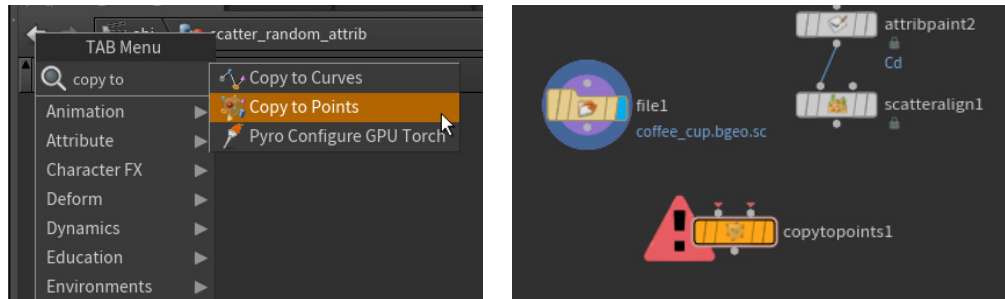 obj
scatter_random_attrib
TAB Menu
copy to
Animation
Attribute
Character FX
Deform
Dynamics
Education
Environments
Copy to Curves
Copy to Points
Pyro Configure GPU Torch
attribpaint2
Cd
file1
coffee_cup.bgeo.sc
scatteralign1
copytopoints1